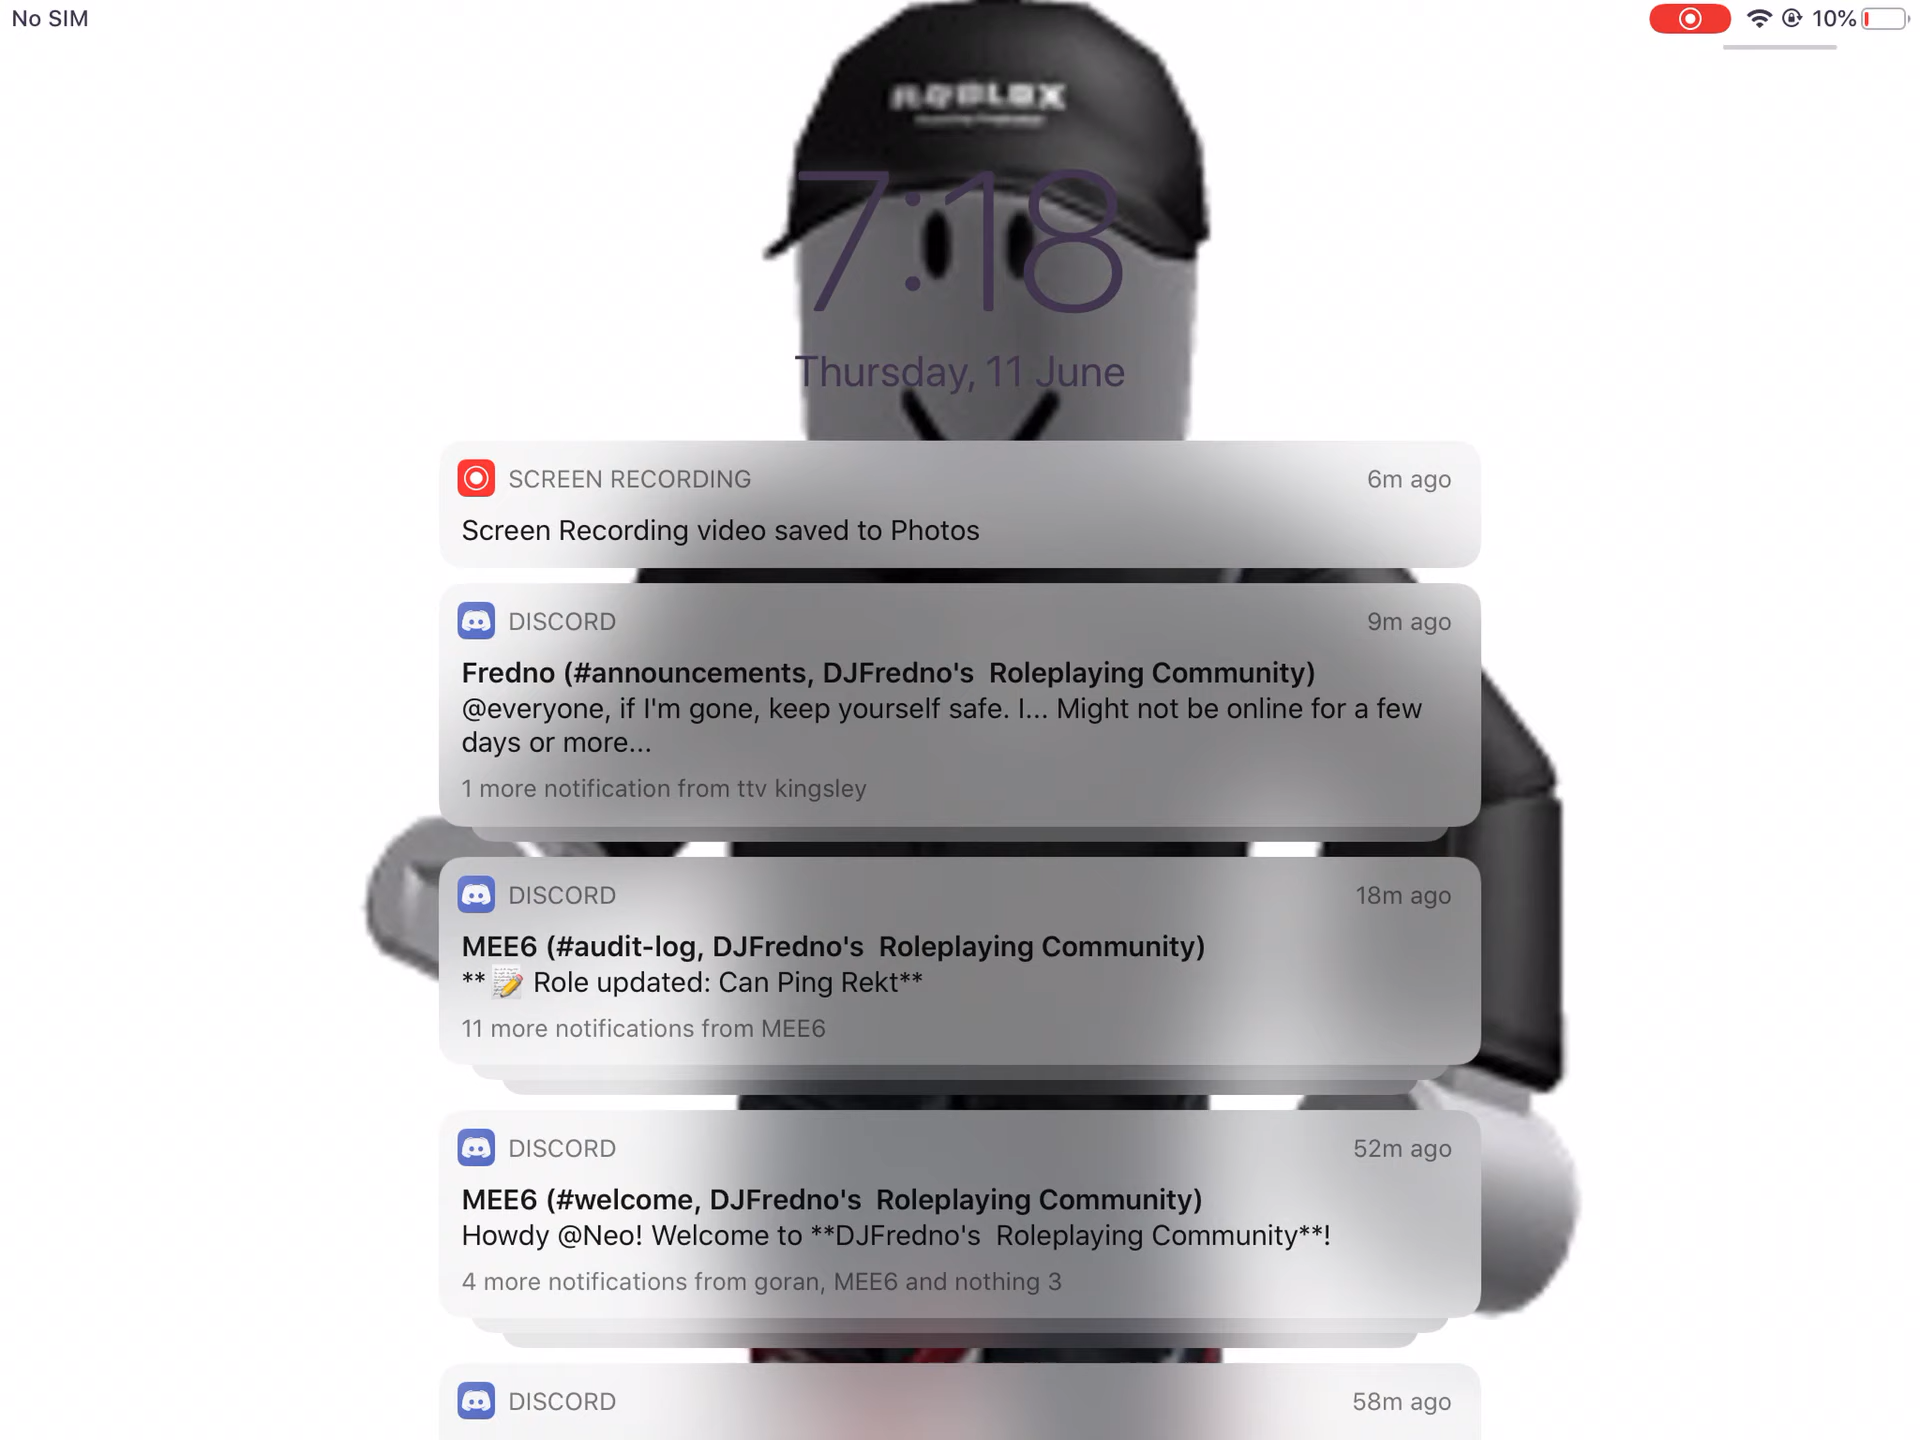 No SIM
10%
ROBLOX
7:18
Thursday, 11 June
SCREEN RECORDING
6m ago
Screen Recording video saved to Photos
DISCORD
9m ago
Fredno (#announcements, DJFredno's  Roleplaying Community)
@everyone, if I'm gone, keep yourself safe. I... Might not be online for a few
days or more...
1 more notification from ttv kingsley
DISCORD
18m ago
MEE6 (#audit-log, DJFredno's  Roleplaying Community)
**📝 Role updated: Can Ping Rekt**
11 more notifications from MEE6
DISCORD
52m ago
MEE6 (#welcome, DJFredno's  Roleplaying Community)
Howdy @Neo! Welcome to **DJFredno's  Roleplaying Community**!
4 more notifications from goran, MEE6 and nothing 3
DISCORD
58m ago